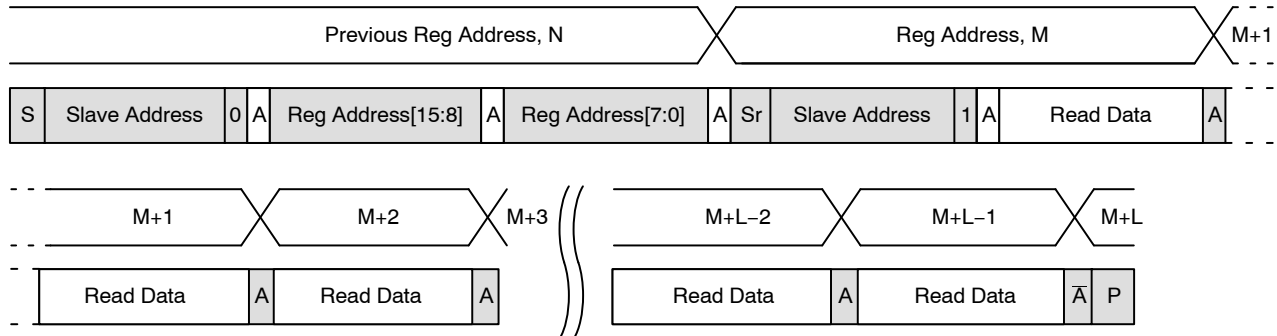 Previous Reg Address, N Reg Address, M M+1
S Slave Address 0 A Reg Address[15:8] A Reg Address[7:0] A Sr Slave Address 1 A Read Data A
M+1 M+2 M+3 M+L−2 M+L−1 M+L
Read Data A Read Data A Read Data A Read Data A̅ P